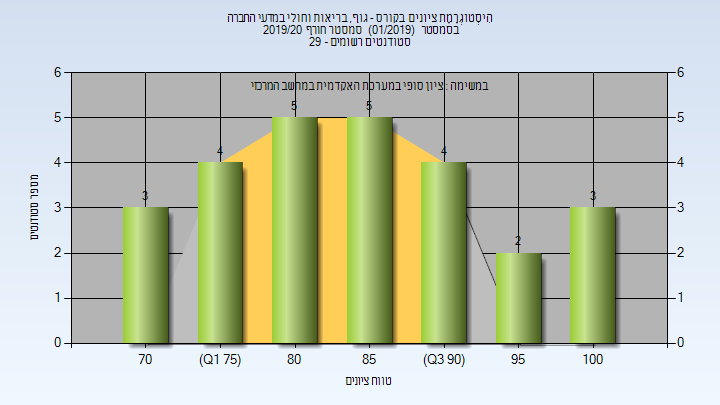 היסטוגרמת ציונים בקורס - גוף, בריאות וחולי במדעי החברה
בסמסטר (01/2019) סמסטר חורף 2019/20
סטודנטים רשומים - 29
במשימה : ציון סופי במערכת האקדמית במחשב המרכזי
6 6
5 5
4 4
3 3
2 2
1 1
0 0
3 4 5 5 4 2 3
מספר סטודנטים
70 (Q1 75) 80 85 (Q3 90) 95 100
טווח ציונים